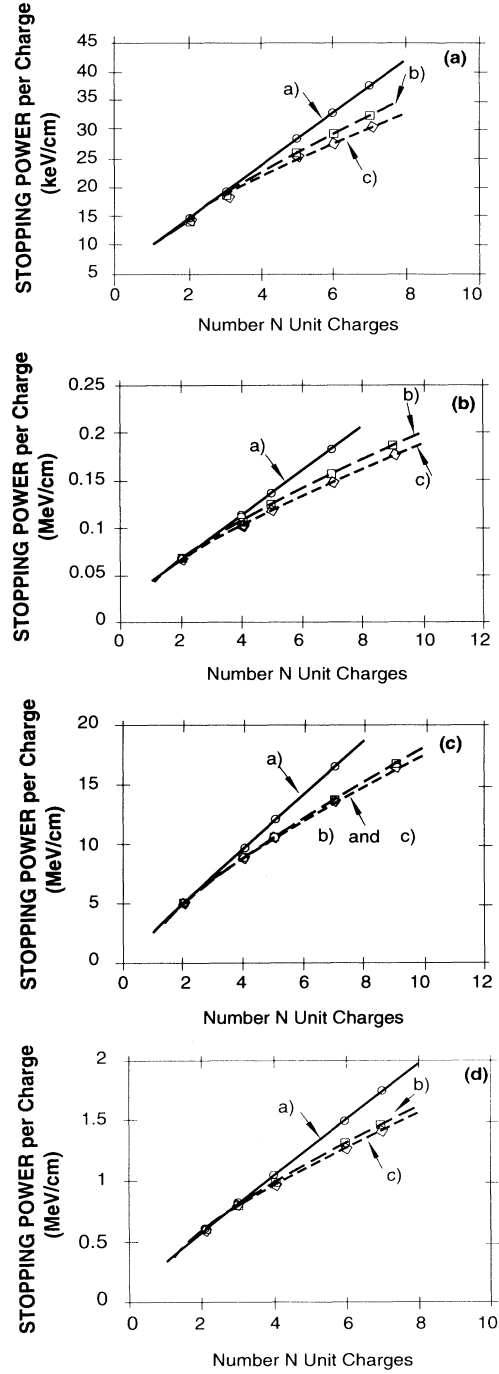 STOPPING POWER per Charge
(keV/cm)
45
40
35
30
25
20
15
10
5
(a)
a)
b)
c)
0 2 4 6 8 10
Number N Unit Charges
STOPPING POWER per Charge
(MeV/cm)
0.25
0.2
0.15
0.1
0.05
0
(b)
a)
b)
c)
0 2 4 6 8 10 12
Number N Unit Charges
STOPPING POWER per Charge
(MeV/cm)
20
15
10
5
0
(c)
a)
b) and c)
0 2 4 6 8 10 12
Number N Unit Charges
STOPPING POWER per Charge
(MeV/cm)
2
1.5
1
0.5
0
(d)
a)
b)
c)
0 2 4 6 8 10
Number N Unit Charges